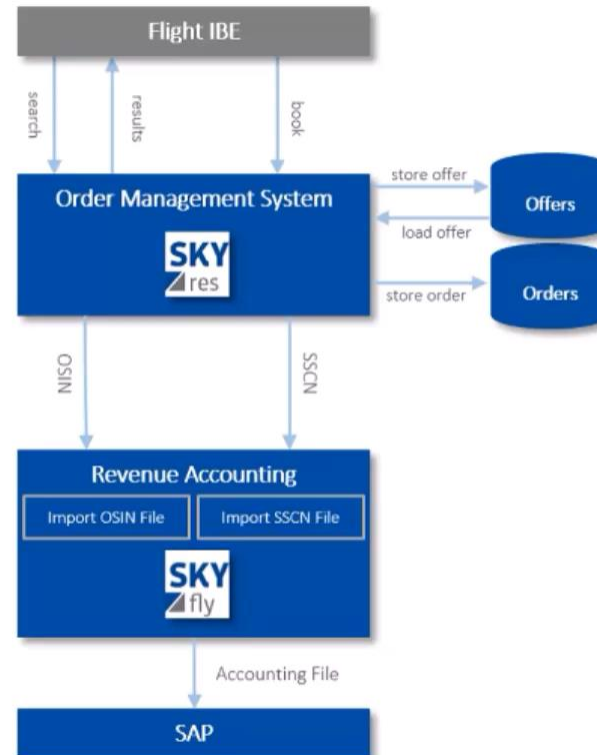 Flight IBE
search
results
book
Order Management System
SKY
res
store offer
load offer
store order
Offers
Orders
OSIN
SSCN
Revenue Accounting
Import OSIN File
Import SSCN File
SKY
fly
Accounting File
SAP